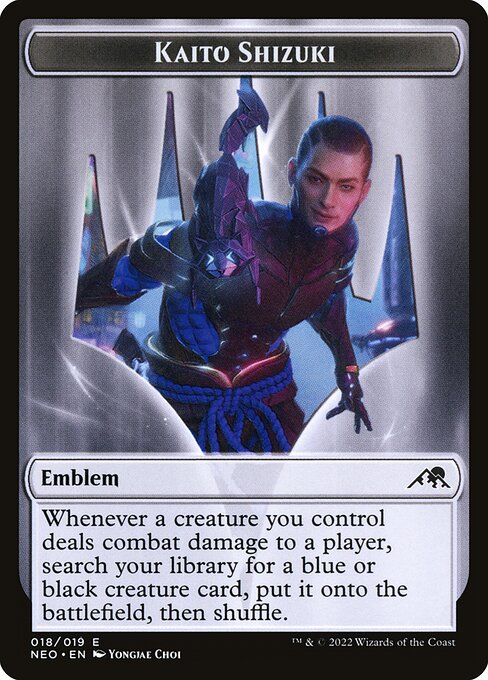 Kaito Shizuki
Emblem
Whenever a creature you control
deals combat damage to a player,
search your library for a blue or
black creature card, put it onto the
battlefield, then shuffle.
018/019 E
NEO • EN Yongjae Choi
™ & © 2022 Wizards of the Coast